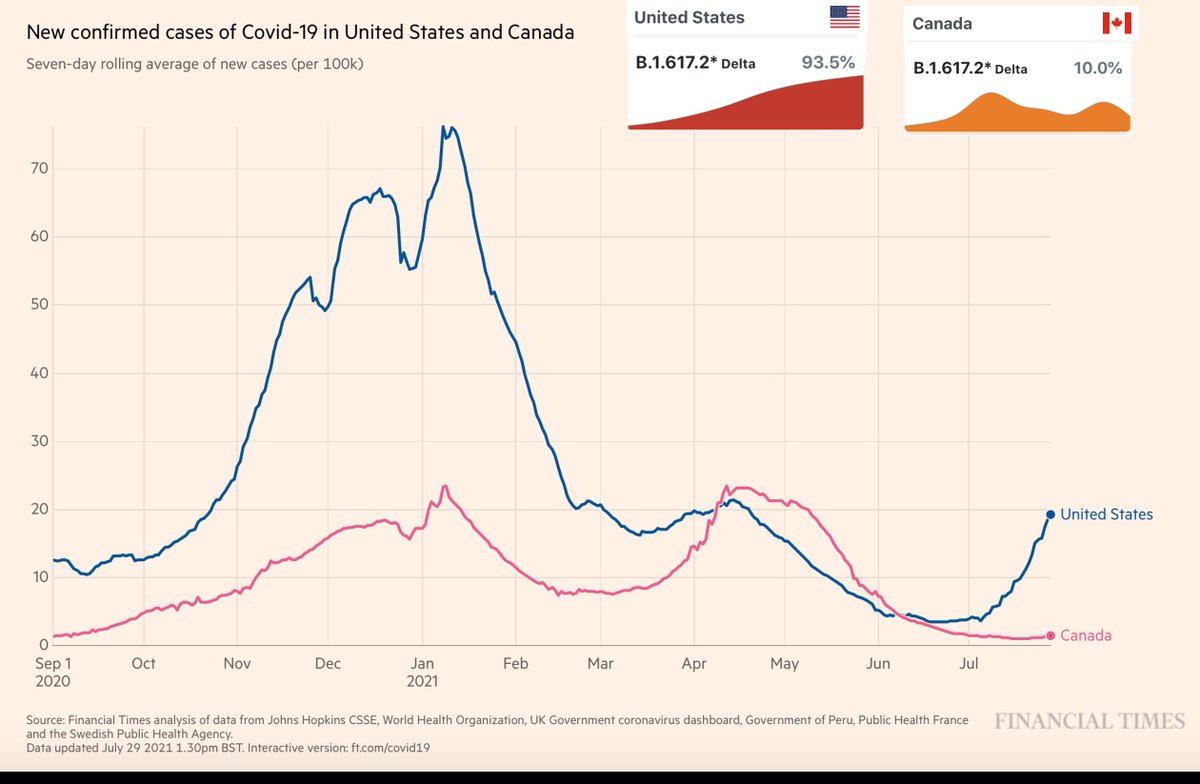 New confirmed cases of Covid-19 in United States and Canada
Seven-day rolling average of new cases (per 100k)
United States
B.1.617.2* Delta 93.5%
Canada
B.1.617.2* Delta 10.0%
70
60
50
40
30
20
10
0
United States
Canada
Sep 1 Oct Nov Dec Jan Feb Mar Apr May Jun Jul
2020 2021
Source: Financial Times analysis of data from Johns Hopkins CSSE, World Health Organization, UK Government coronavirus dashboard, Government of Peru, Public Health France
and the Swedish Public Health Agency.
Data updated July 29 2021 1.30pm BST. Interactive version: ft.com/covid19
FINANCIAL TIMES